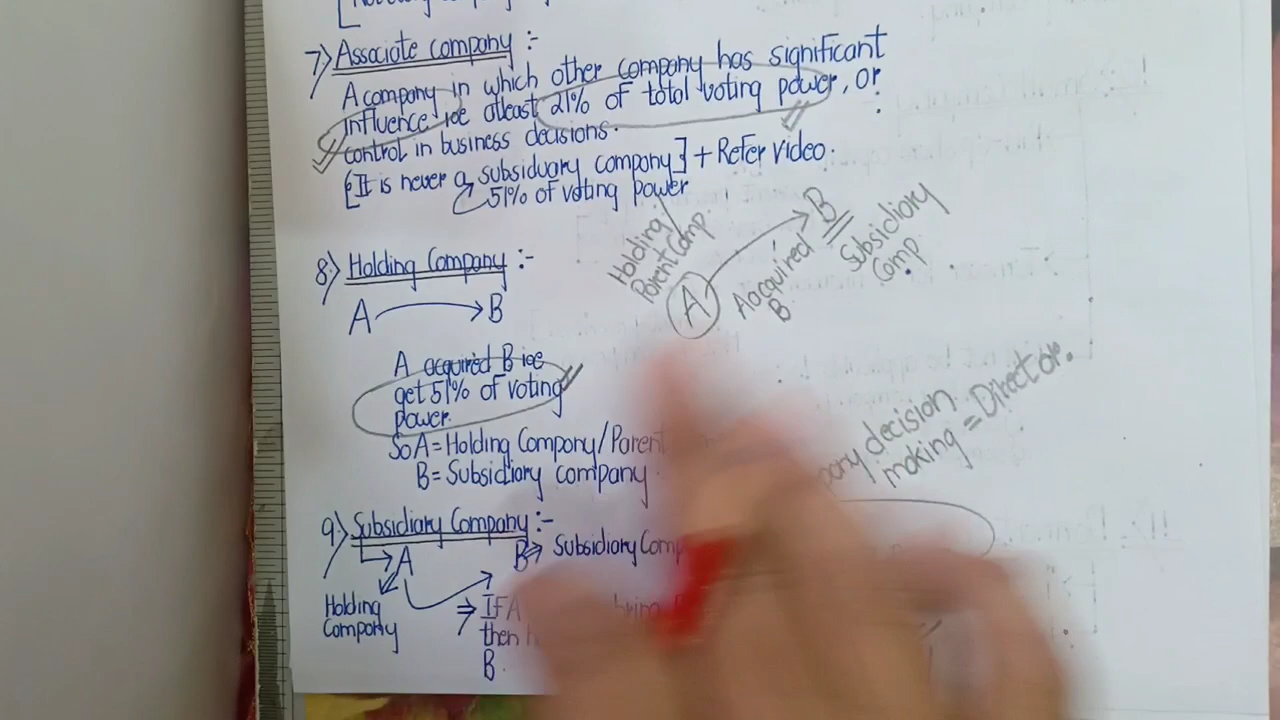 7) Associate company :-
A company in which other company has significant
influence ice atleast 21% of total voting power, or
control in business decisions.
[It is never a subsiduary company] + Refer video.
51% of voting power
Holding/
Parent Comp.
A
B
A acquired
B
Subsidiary
Comp.
8) Holding Company :-
A B
A acquired B ice
get 51% of voting
power.
So A = Holding Company/Parent
B = Subsidiary company
decision
making = Director.
9) Subsidiary Company :-
A B Subsidiary Comp
Holding
Company
If A
then
B.